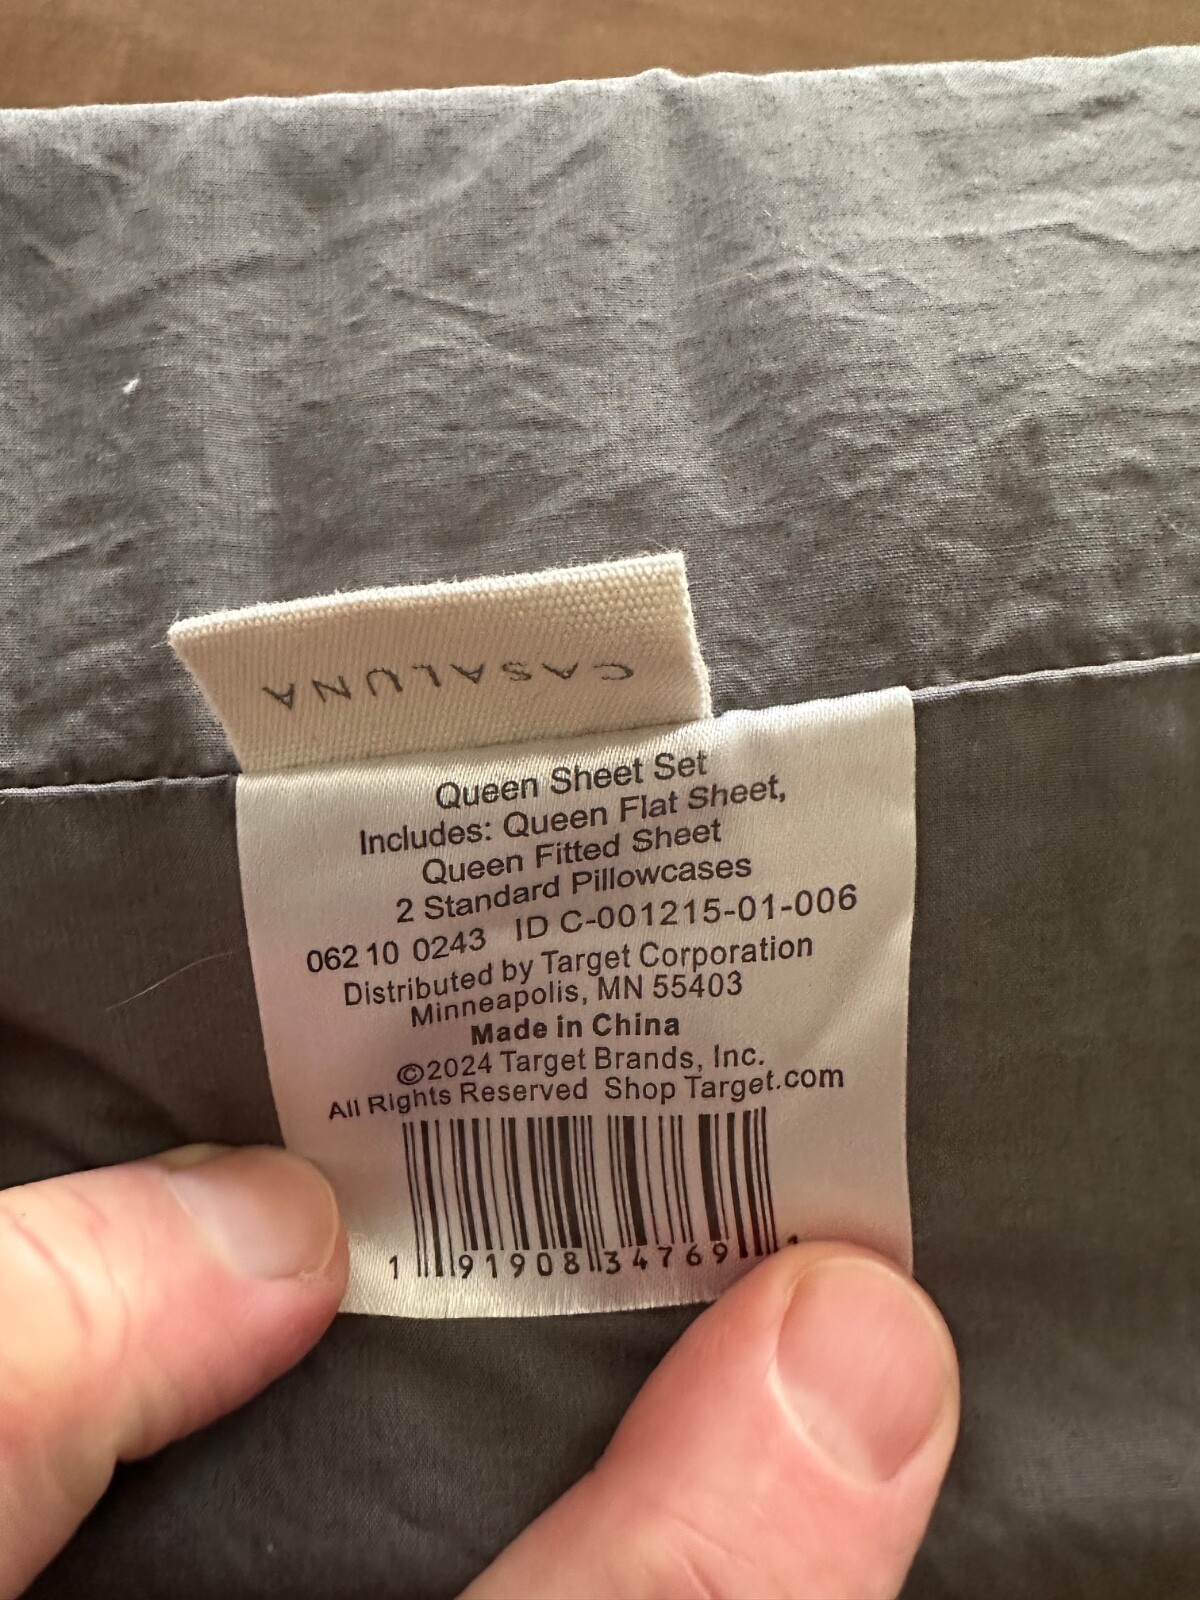 CASALUNA
Queen Sheet Set
Includes: Queen Flat Sheet,
Queen Fitted Sheet
2 Standard Pillowcases
062 10 0243 ID C-001215-01-006
Distributed by Target Corporation
Minneapolis, MN 55403
Made in China
©2024 Target Brands, Inc.
All Rights Reserved Shop Target.com
1 91908 34769